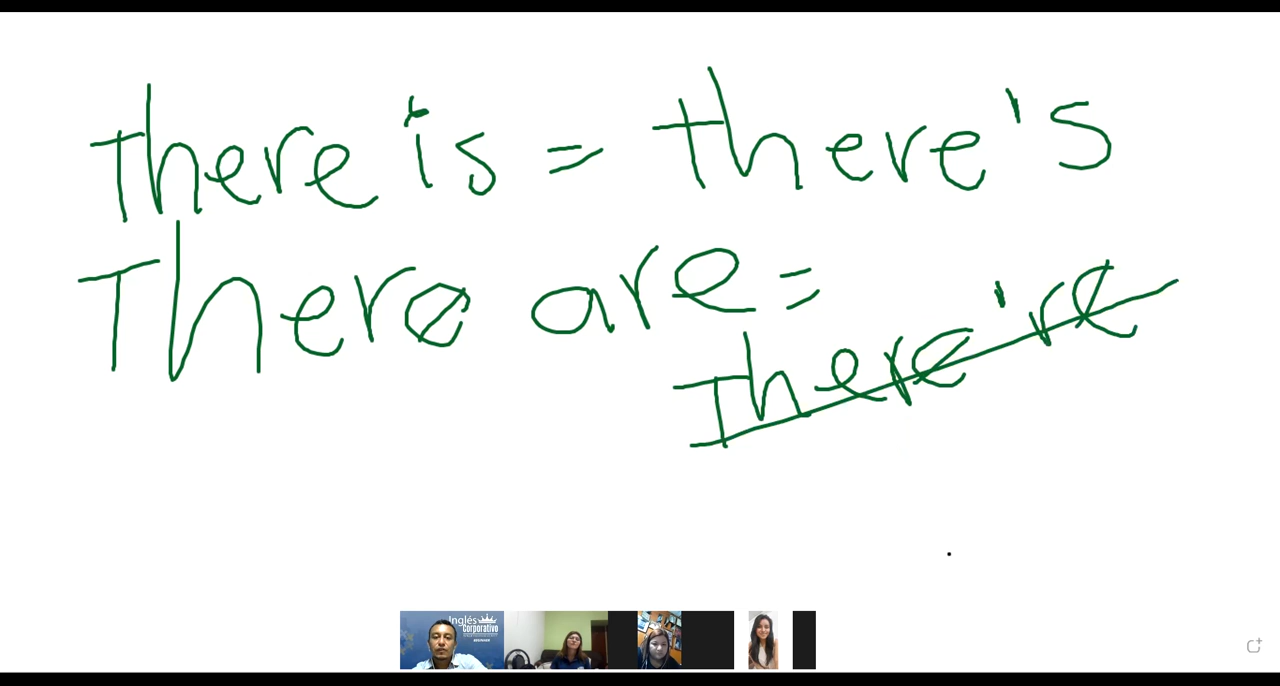 There is = there's
There are =
There're
Inglés
Corporativo